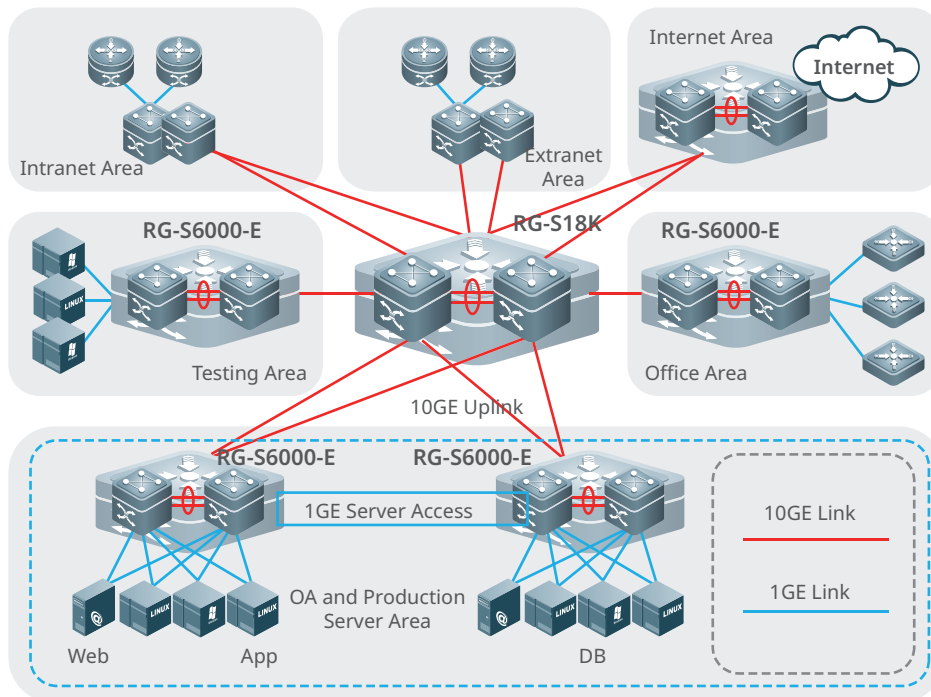 Internet Area
Internet
Intranet Area
Extranet
Area
RG-S6000-E
RG-S18K
RG-S6000-E
LINUX
Testing Area
Office Area
10GE Uplink
RG-S6000-E
RG-S6000-E
1GE Server Access
10GE Link
1GE Link
LINUX
LINUX
LINUX
LINUX
OA and Production
Server Area
Web
App
DB